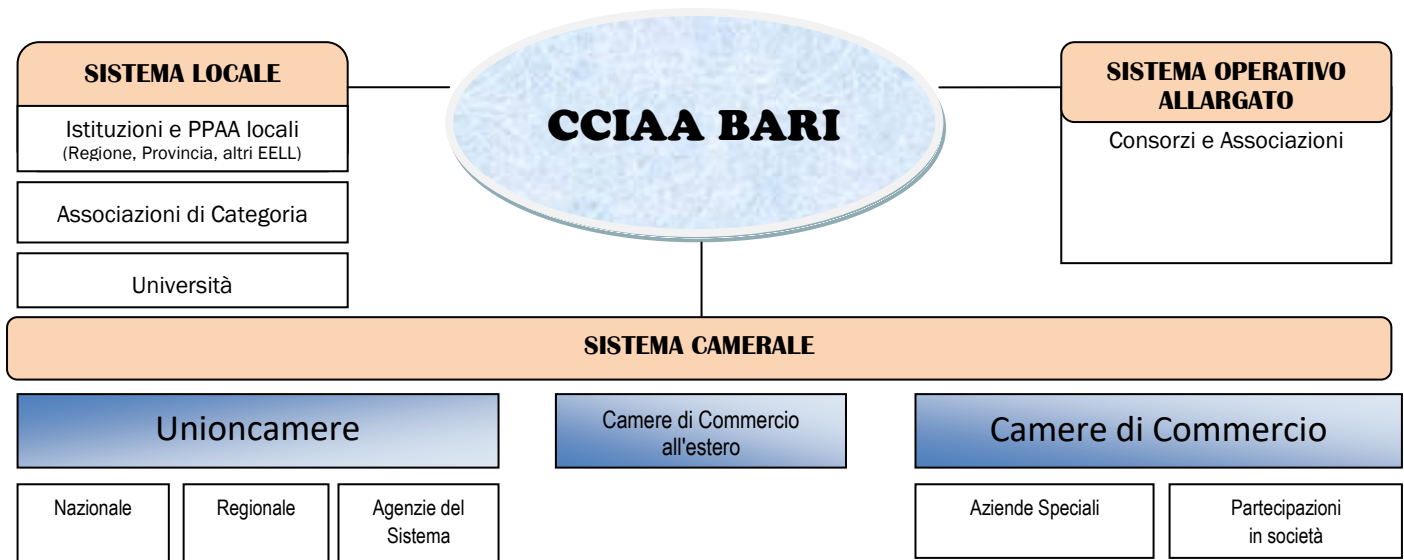 CCIAA BARI
SISTEMA LOCALE
Istituzioni e PPAA locali
(Regione, Provincia, altri EELL)
Associazioni di Categoria
Università
SISTEMA OPERATIVO
ALLARGATO
Consorzi e Associazioni
SISTEMA CAMERALE
Unioncamere
Nazionale
Regionale
Agenzie del
Sistema
Camere di Commercio
all'estero
Camere di Commercio
Aziende Speciali
Partecipazioni
in società